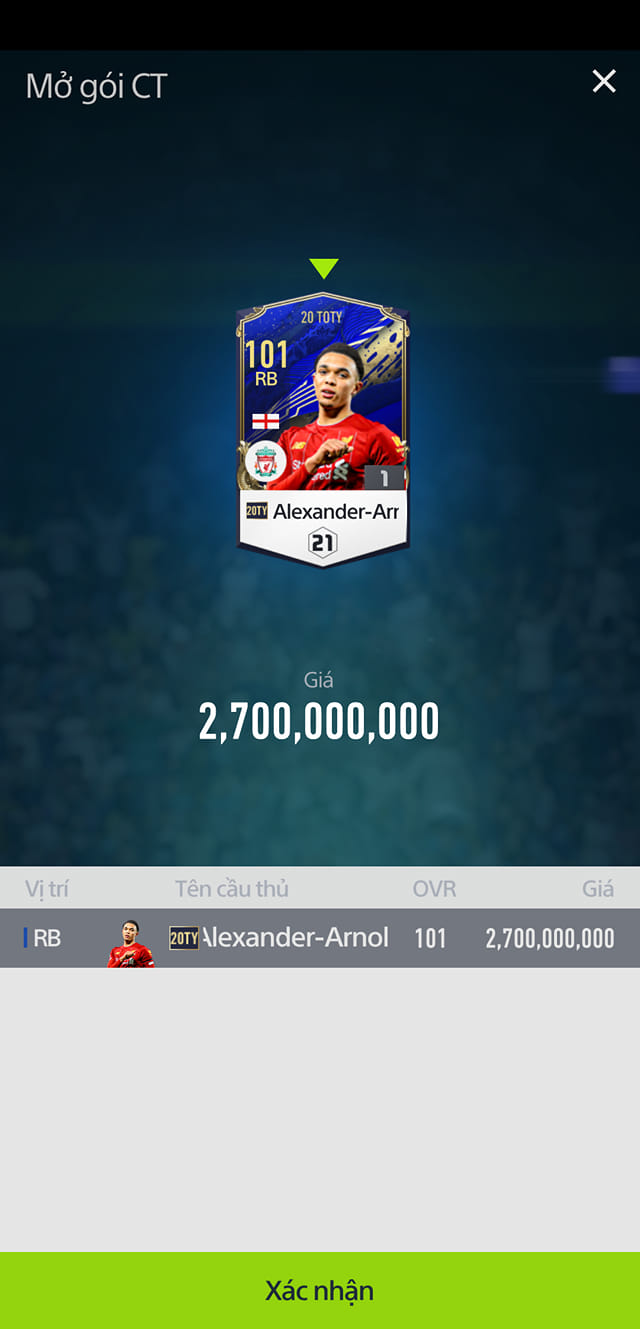 Mở gói CT
20 TOTY
101
RB
1
20TY Alexander-Arr
21
Giá
2,700,000,000
Vị trí Tên cầu thủ OVR Giá
RB 20TY Alexander-Arnol 101 2,700,000,000
Xác nhận